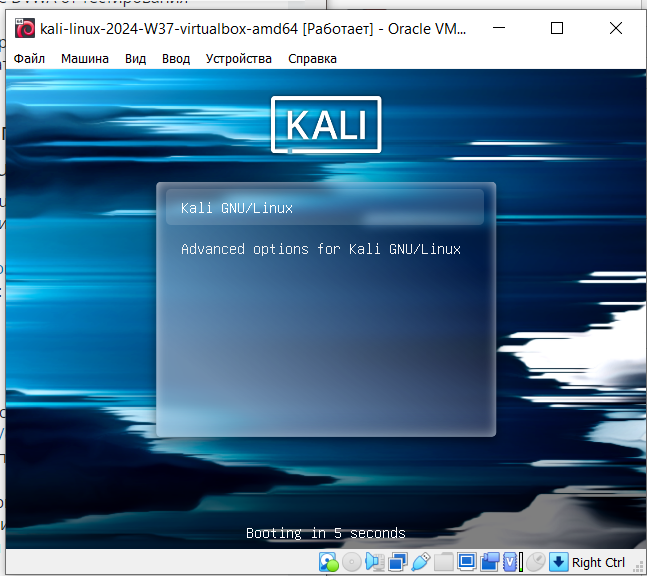 kali-linux-2024-W37-virtualbox-amd64 [Работает] - Oracle VM...
Файл Машина Вид Ввод Устройства Справка
KALI
Kali GNU/Linux
Advanced options for Kali GNU/Linux
Booting in 5 seconds
Right Ctrl